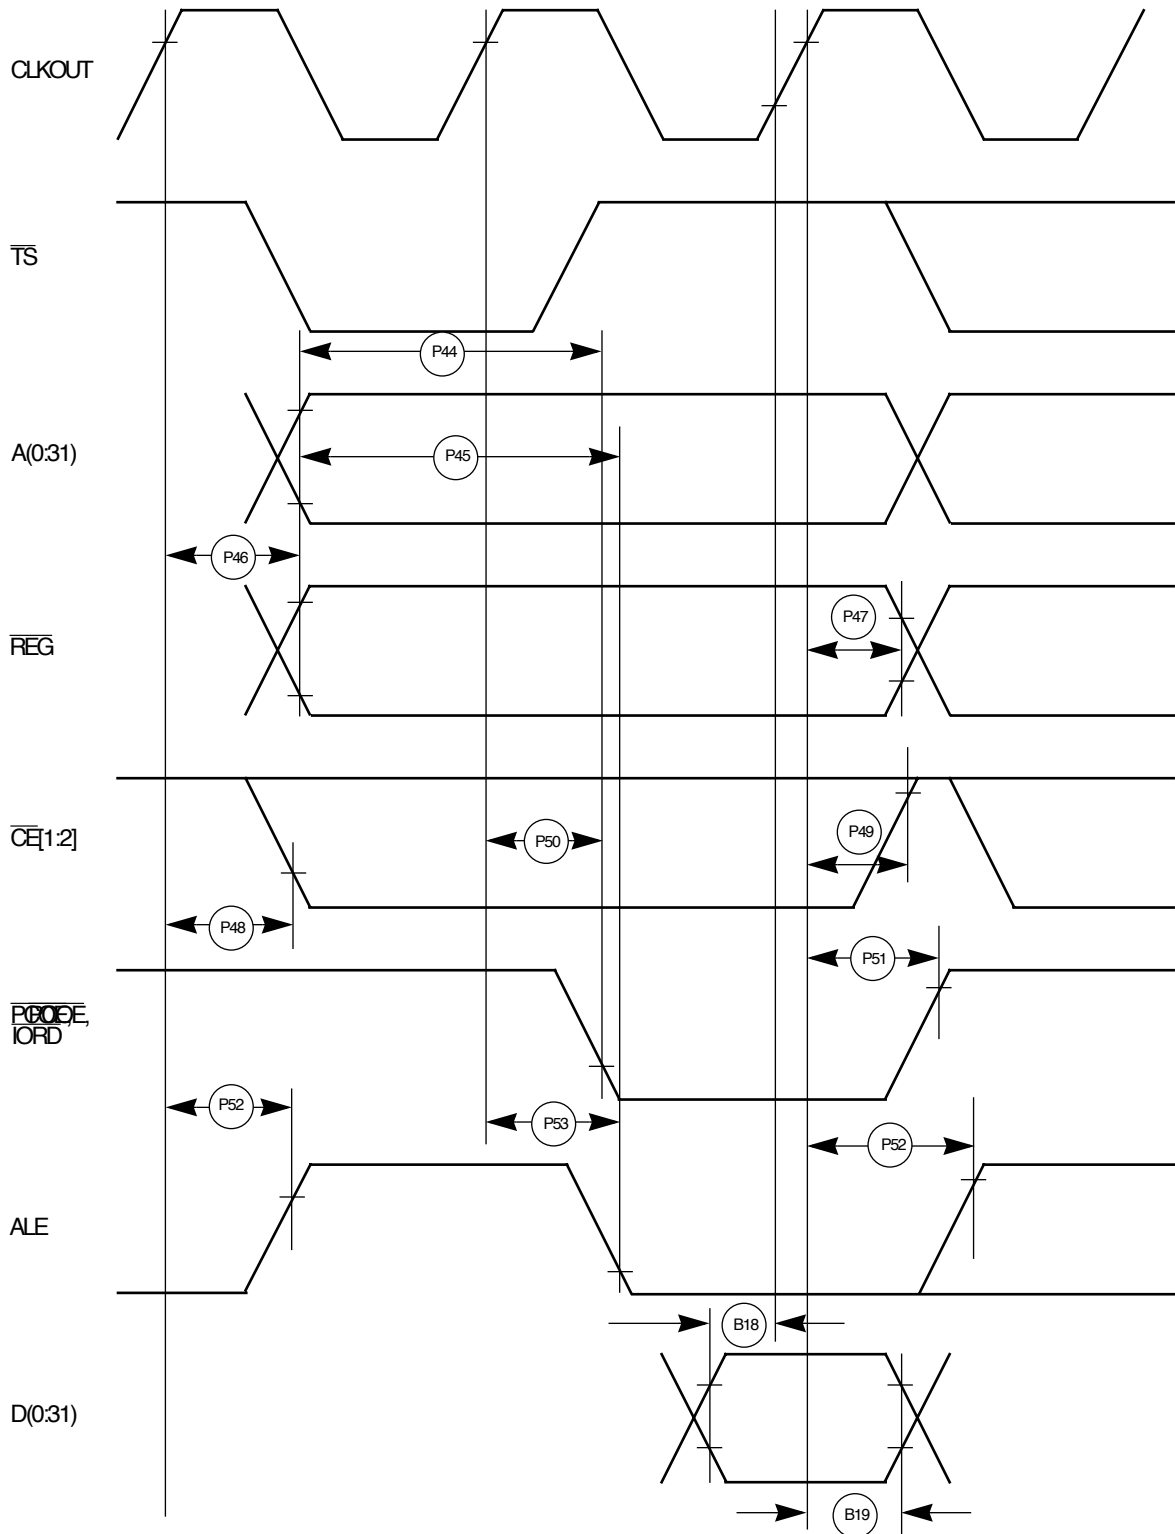 CLKOUT
TS
P44
A(0:31)
P45
P46
P47
REG
CE[1:2]
P50
P49
P48
P51
IORD
P52
P53
P52
ALE
B18
D(0:31)
B19